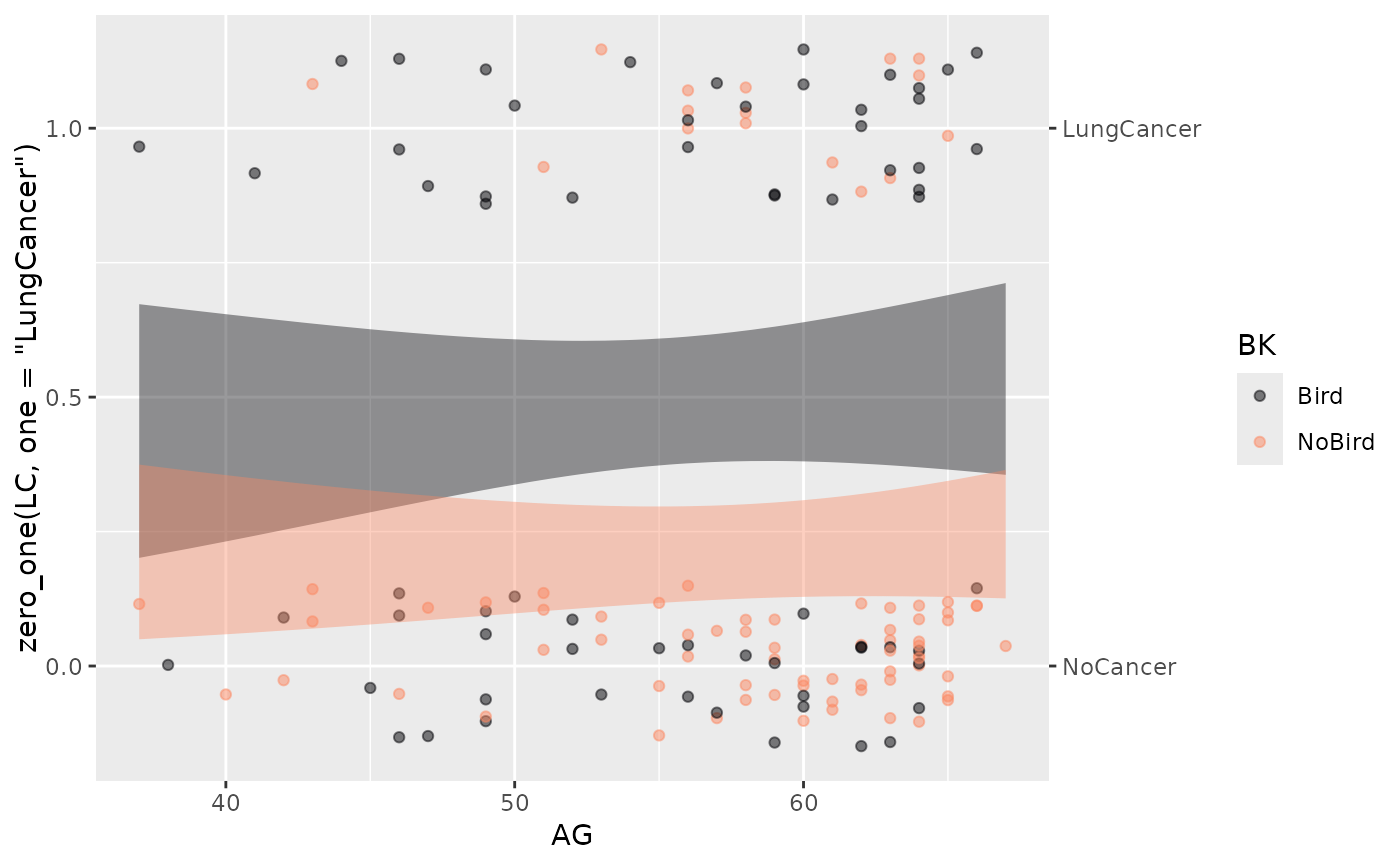 zero_one(LC, one = "LungCancer")
1.0
0.5
0.0
LungCancer
NoCancer
40
50
60
AG
BK
Bird
NoBird